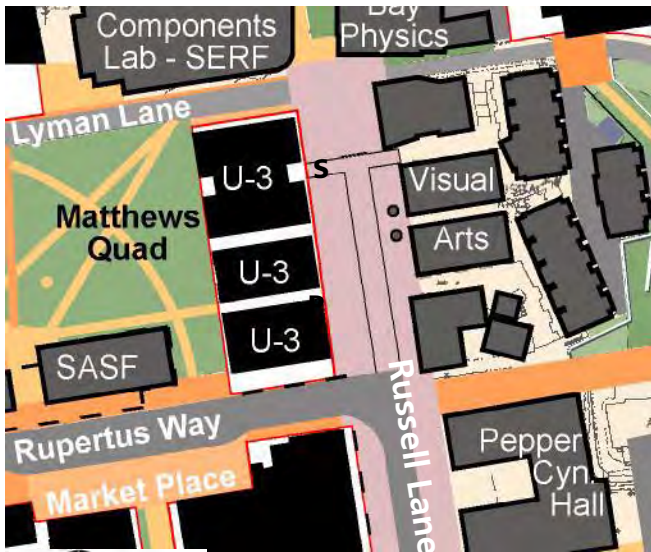 Components
Lab - SERF
Bay
Physics
Lyman Lane
S
U-3
Visual
Matthews
Quad
U-3
Arts
U-3
SASF
Rupertus Way
Russell Lane
Market Place
Pepper
Cyn.
Hall